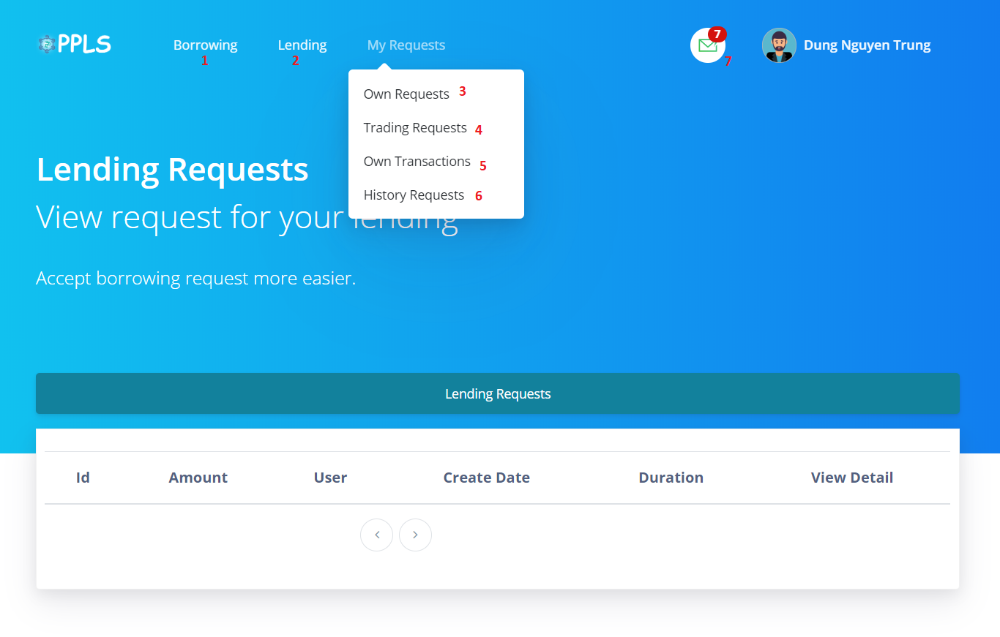 PPLS Borrowing Lending My Requests 7 Dung Nguyen Trung
1 2 7
Own Requests 3
Trading Requests 4
Own Transactions 5
History Requests 6
Lending Requests
View request for your lending
Accept borrowing request more easier.
Lending Requests
Id Amount User Create Date Duration View Detail